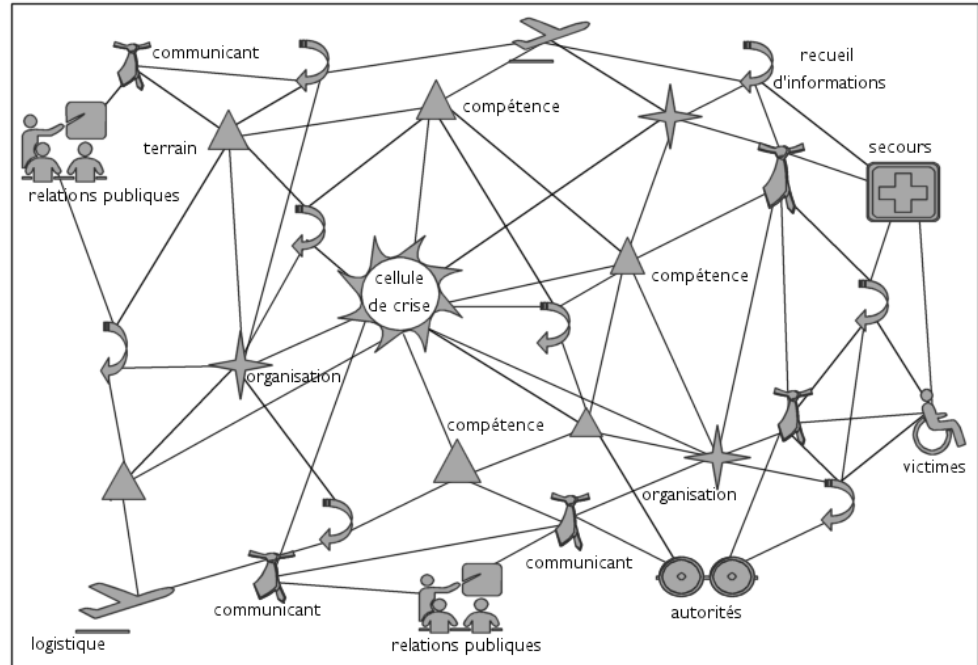 communicant
recueil
d'informations
compétence
terrain
secours
relations publiques
cellule
de crise
compétence
organisation
compétence
victimes
organisation
communicant
communicant
autorités
logistique
relations publiques